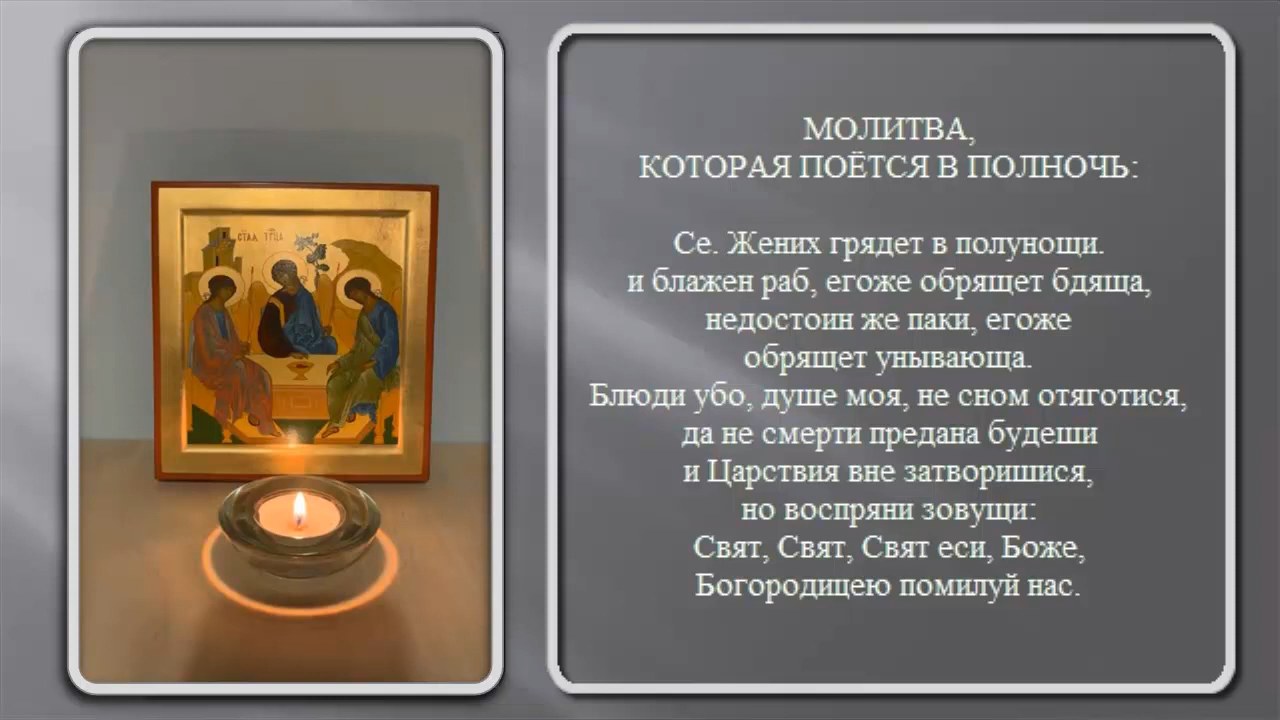 СТАѦ ТРЦА
МОЛИТВА,
КОТОРАЯ ПОЁТСЯ В ПОЛНОЧЬ:
Се. Жених грядет в полунощи.
и блажен раб, егоже обрящет бдяща,
недостоин же паки, егоже
обрящет унывающа.
Блюди убо, душе моя, не сном отяготися,
да не смерти предана будеши
и Царствия вне затворишися,
но воспряни зовущи:
Свят, Свят, Свят еси, Боже,
Богородицею помилуй нас.